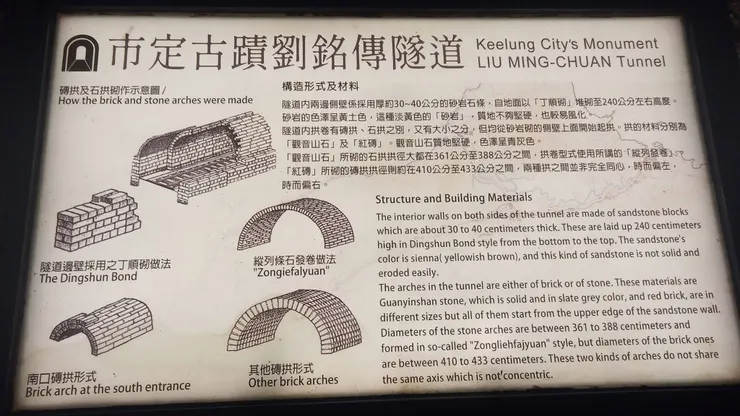 市定古蹟劉銘傳隧道
Keelung City's Monument
LIU MING-CHUAN Tunnel
磚拱及石拱砌作示意圖 /
How the brick and stone arches were made
隧道邊壁採用之丁順砌做法
The Dingshun Bond
縱列條石發卷做法
"Zongiefalyuan"
南口磚拱形式
Brick arch at the south entrance
其他磚拱形式
Other brick arches
構造形式及材料
隧道內兩邊側壁係採用厚約30~40公分的砂岩石條，自地面以「丁順砌」堆砌至240公分左右高度。
砂岩的色澤呈黃土色，這種淡黃色的「砂岩」，質地不夠堅硬，也較易風化。
隧道內拱卷有磚拱、石拱之別，又有大小之分，但均從砂岩砌的側壁上面開始起拱。拱的材料分別為
「觀音山石」及「紅磚」。觀音山石質地堅硬，色澤呈青灰色。
「觀音山石」所砌的石拱拱徑大都在361公分至388公分之間，拱卷型式使用所謂的「縱列發卷」，
「紅磚」所砌的磚拱拱徑則約在410公分至433公分之間，兩種拱之間並非完全同心，時而偏左，
時而偏右。
Structure and Building Materials
The interior walls on both sides of the tunnel are made of sandstone blocks
which are about 30 to 40 centimeters thick. These are laid up 240 centimeters
high in Dingshun Bond style from the bottom to the top. The sandstone's
color is sienna( yellowish brown), and this kind of sandstone is not solid and
eroded easily.
The arches in the tunnel are either of brick or of stone. These materials are
Guanyinshan stone, which is solid and in slate grey color, and red brick, are in
different sizes but all of them start from the upper edge of the sandstone wall.
Diameters of the stone arches are between 361 to 388 centimeters and
formed in so-called "Zongliehfajyuan" style, but diameters of the brick ones
are between 410 to 433 centimeters. These two kinds of arches do not share
the same axis which is not concentric.